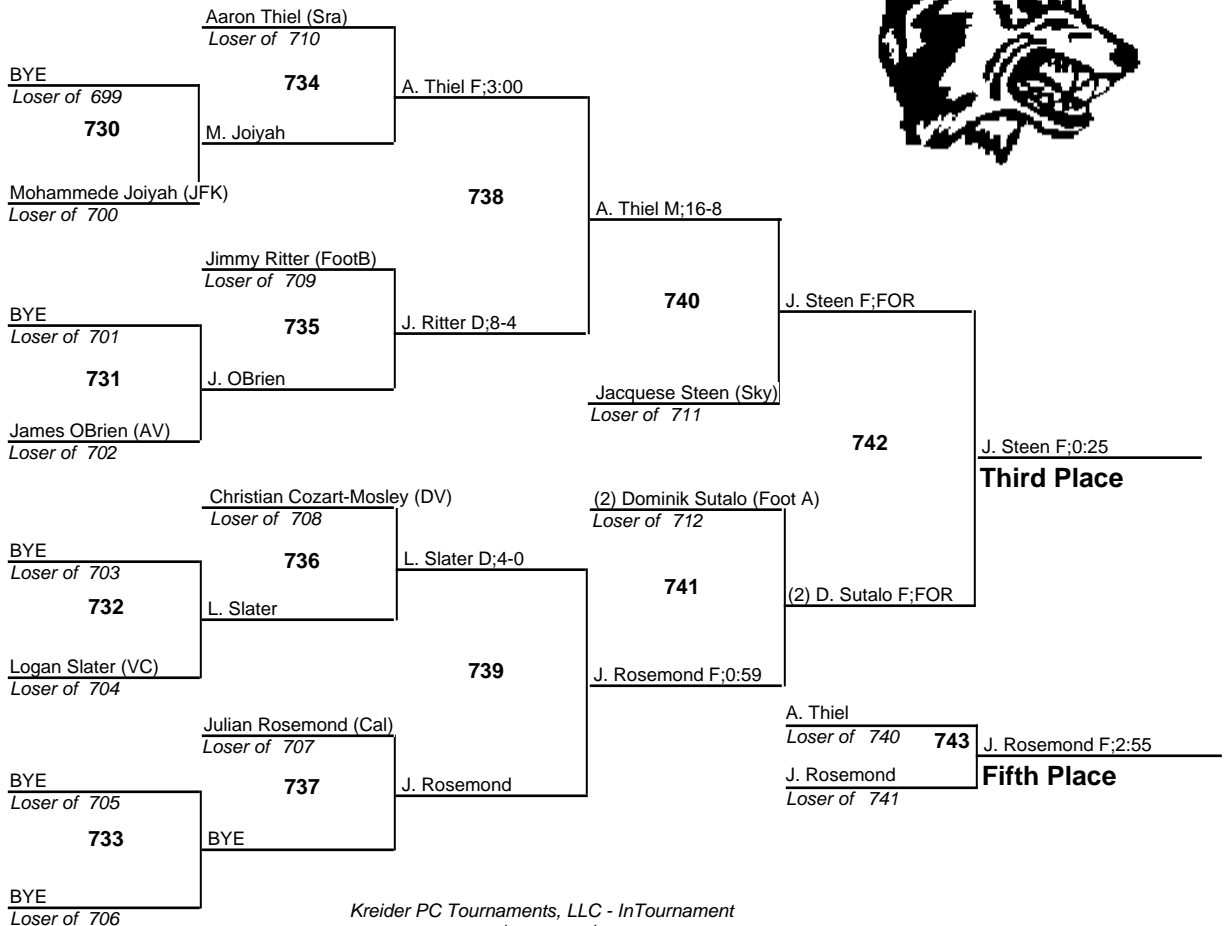 Aaron Thiel (Sra)
Loser of 710
BYE
Loser of 699
734
A. Thiel F;3:00
730
M. Joiyah
Mohammede Joiyah (JFK)
Loser of 700
738
A. Thiel M;16-8
Jimmy Ritter (FootB)
Loser of 709
BYE
Loser of 701
735
J. Ritter D;8-4
740
J. Steen F;FOR
731
J. OBrien
Jacquese Steen (Sky)
Loser of 711
James OBrien (AV)
Loser of 702
742
J. Steen F;0:25
Third Place
Christian Cozart-Mosley (DV)
Loser of 708
(2) Dominik Sutalo (Foot A)
Loser of 712
BYE
Loser of 703
736
L. Slater D;4-0
741
(2) D. Sutalo F;FOR
732
L. Slater
Logan Slater (VC)
Loser of 704
739
J. Rosemond F;0:59
Julian Rosemond (Cal)
Loser of 707
A. Thiel
Loser of 740
743
J. Rosemond F;2:55
Fifth Place
BYE
Loser of 705
737
J. Rosemond
J. Rosemond
Loser of 741
733
BYE
BYE
Loser of 706
Kreider PC Tournaments, LLC - InTournament